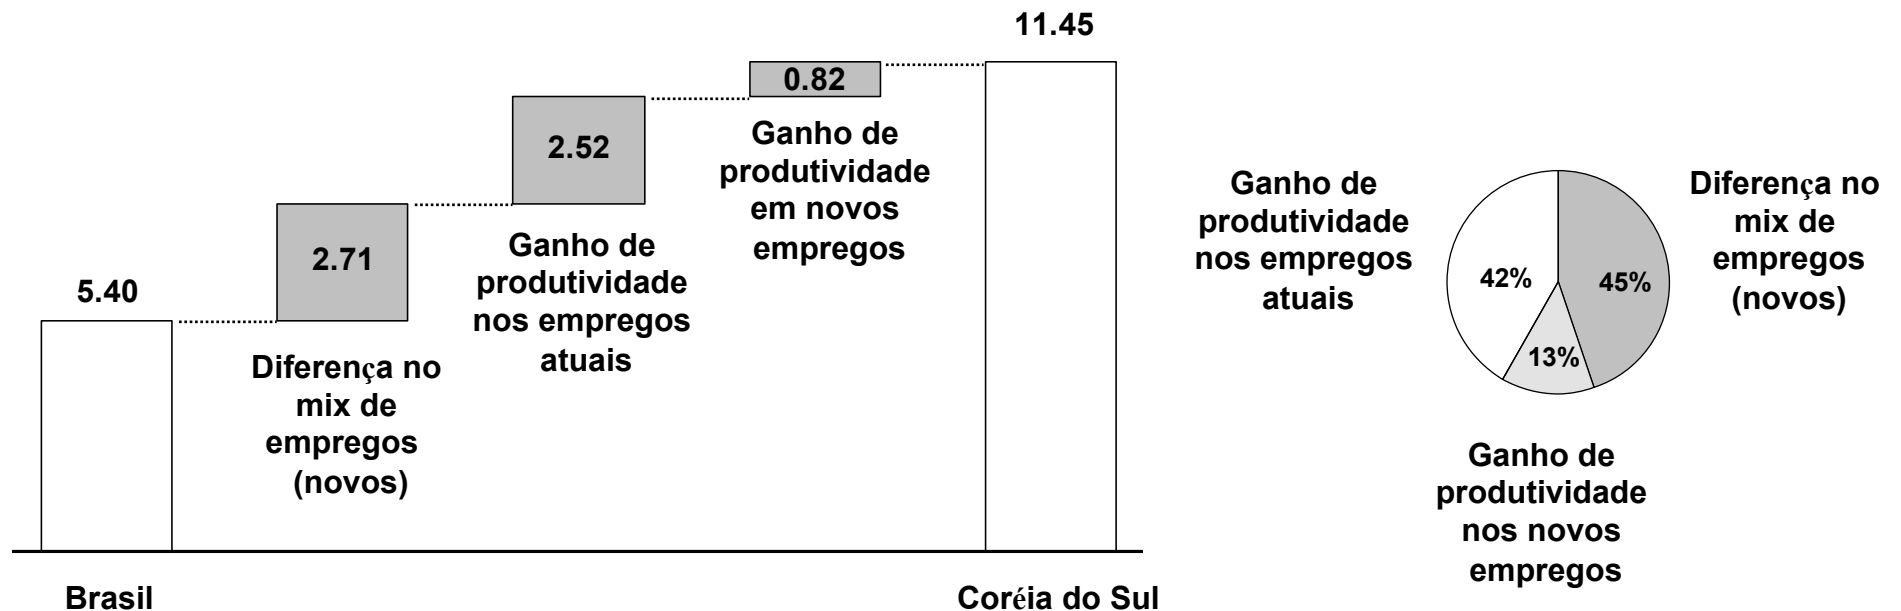 11.45
0.82
Ganho de
produtividade
em novos
empregos
2.52
Ganho de
produtividade
nos empregos
atuais
2.71
Diferença no
mix de
empregos
(novos)
5.40
Brasil
Coréia do Sul
Ganho de
produtividade
nos empregos
atuais
42%
45%
13%
Diferença no
mix de
empregos
(novos)
Ganho de
produtividade
nos novos
empregos